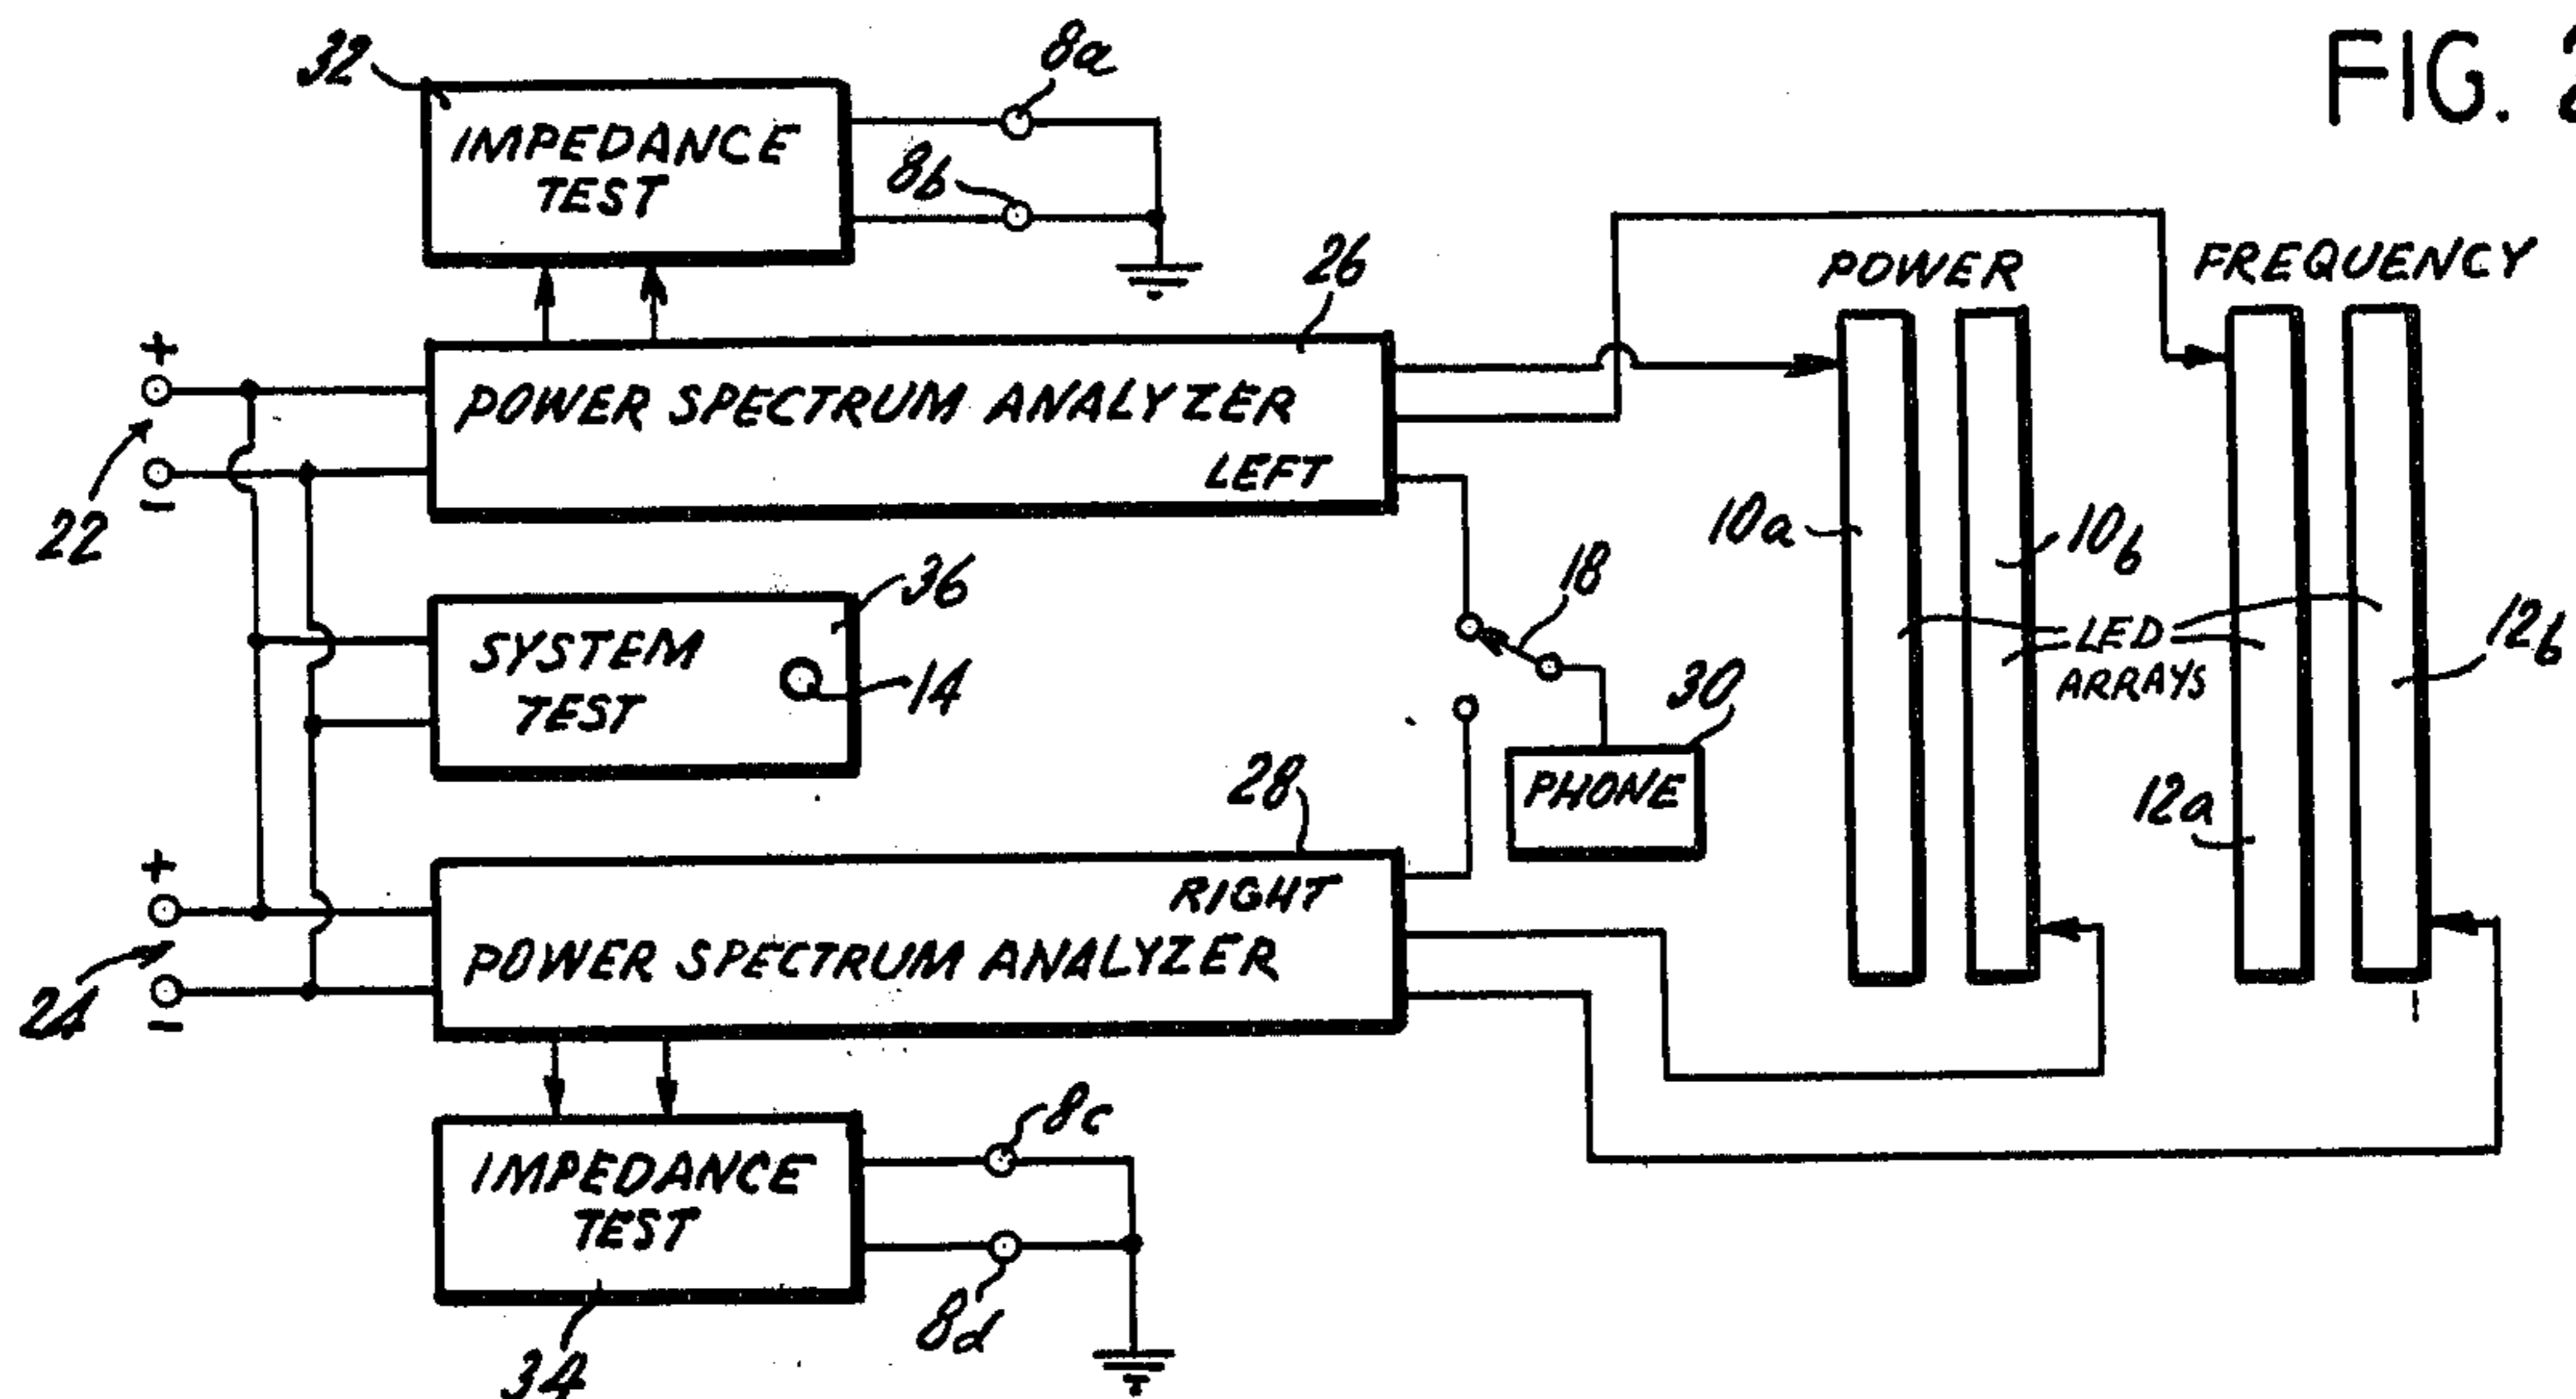 FIG. 2
32
8a
IMPEDANCE
TEST
8b
26
POWER
FREQUENCY
+
POWER SPECTRUM ANALYZER
LEFT
−
22
10a
10b
18
36
SYSTEM
TEST
14
LED
ARRAYS
12b
30
PHONE
12a
28
+
RIGHT
POWER SPECTRUM ANALYZER
24
−
8c
IMPEDANCE
TEST
8d
34